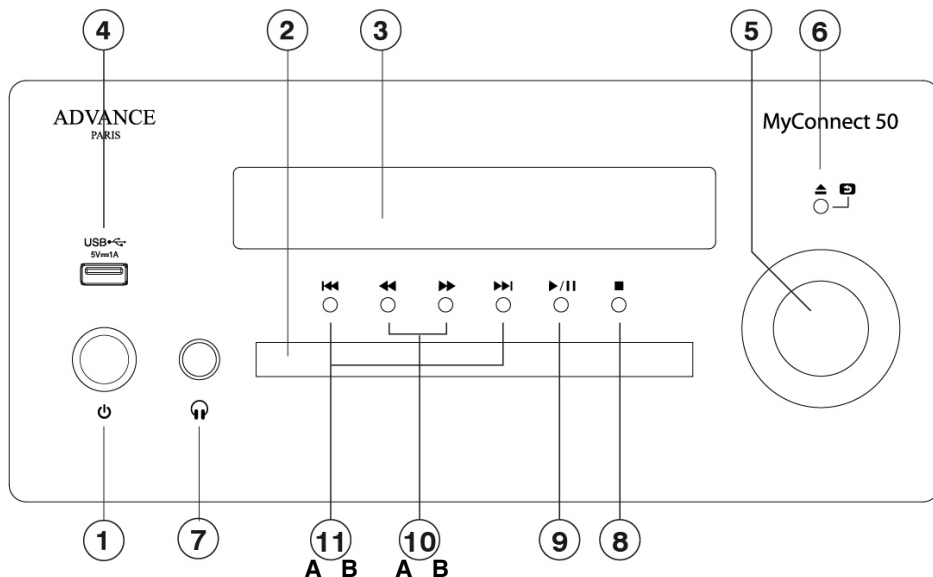 4 2 3 5 6
ADVANCE
PARIS
MyConnect 50
USB
5V 1A
/
1 7 11 10 9 8
A B A B